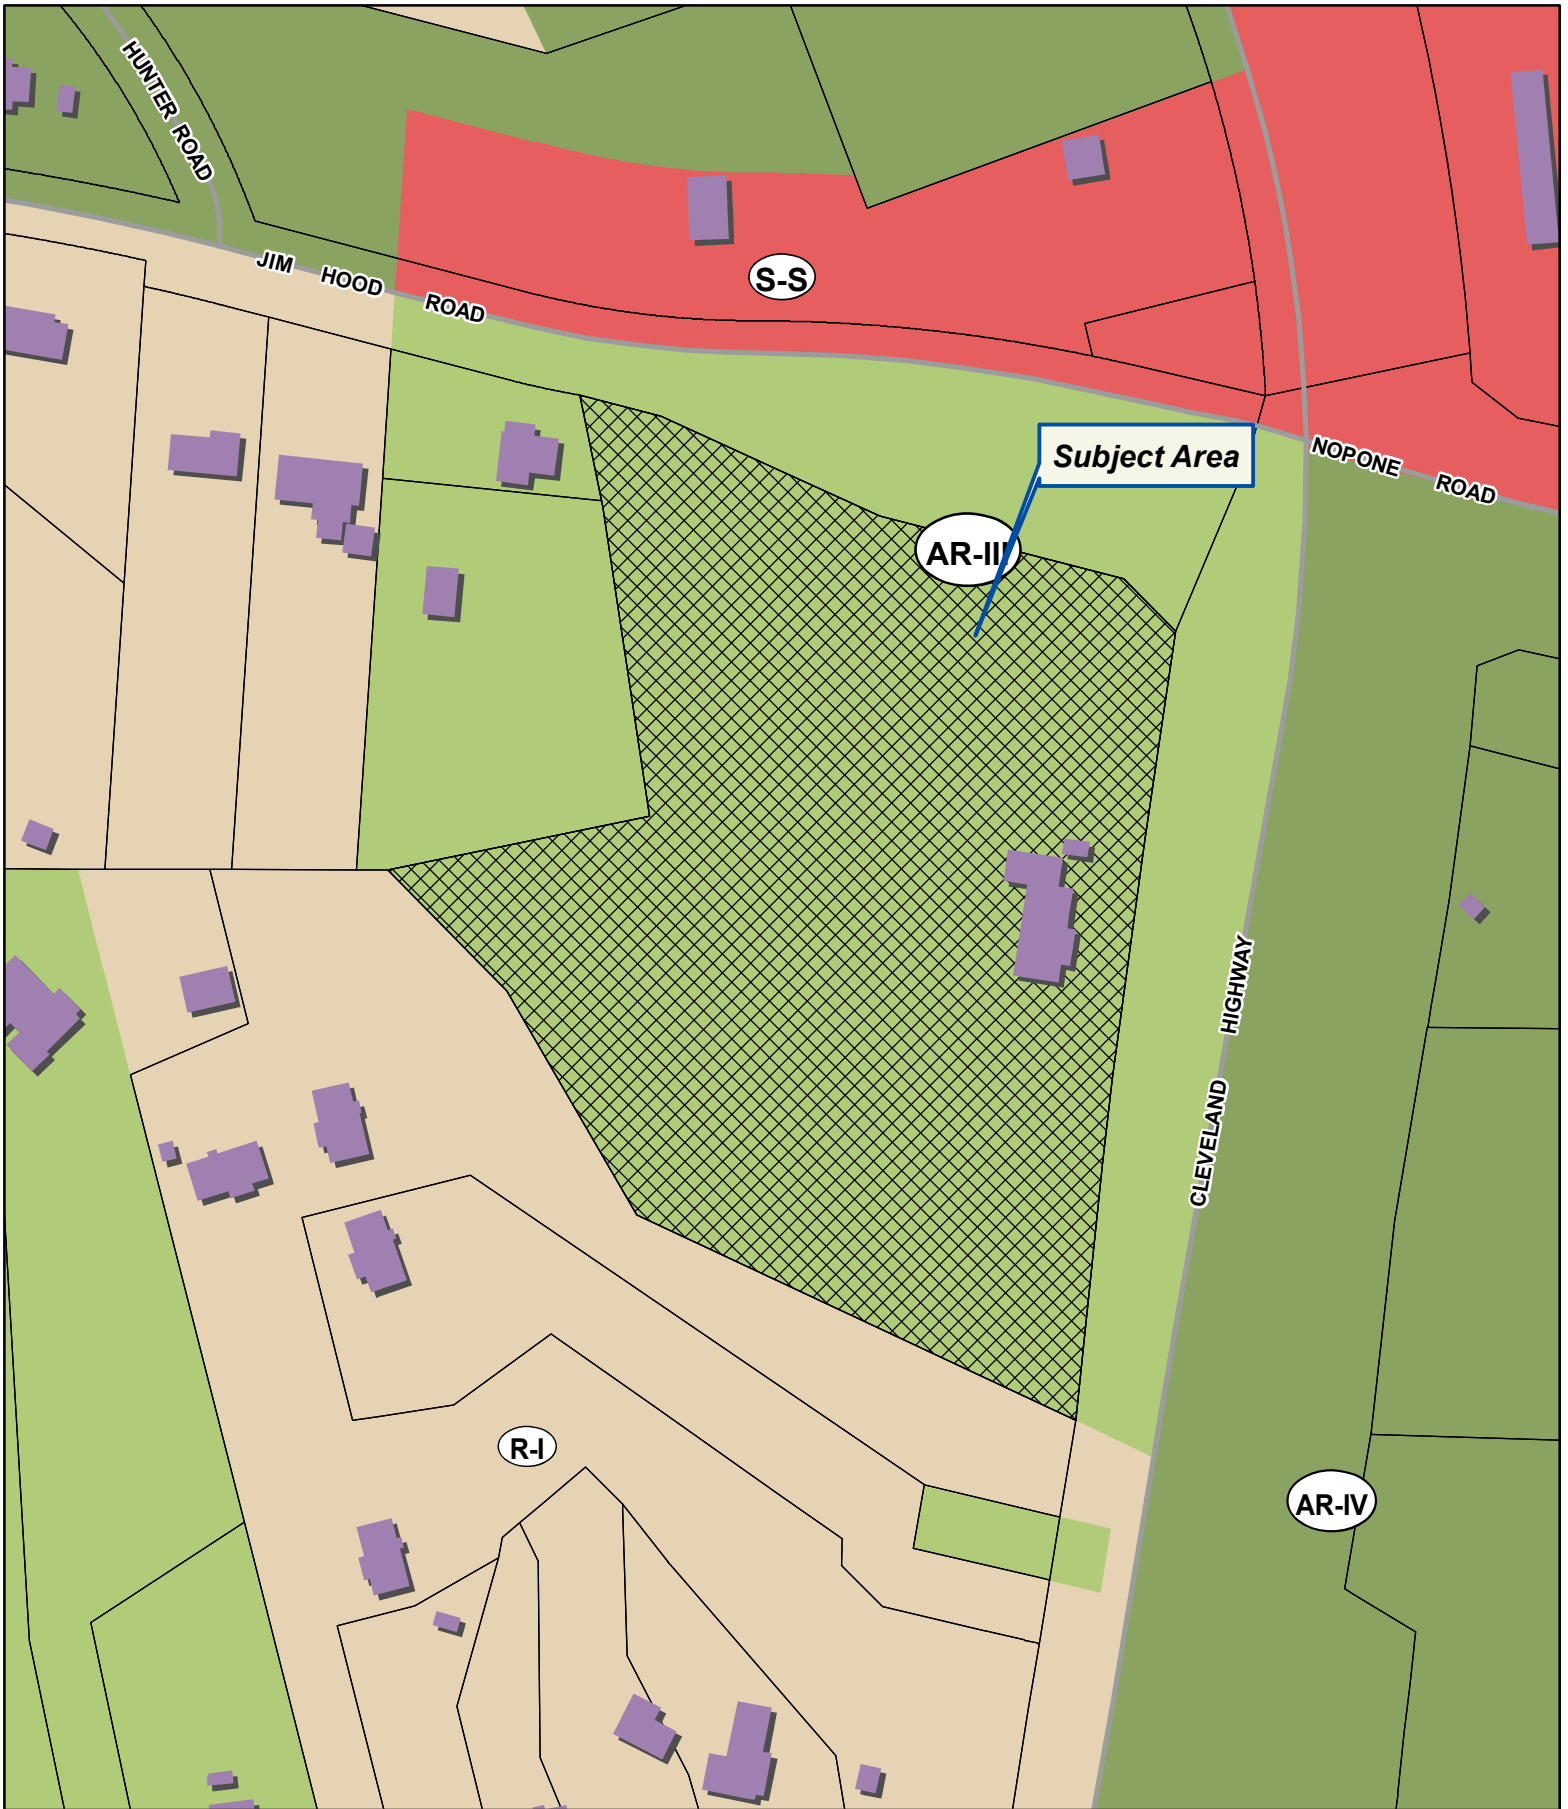 HUNTER ROAD
JIM HOOD ROAD
S-S
NOPONE ROAD
Subject Area
AR-III
CLEVELAND HIGHWAY
R-I
AR-IV